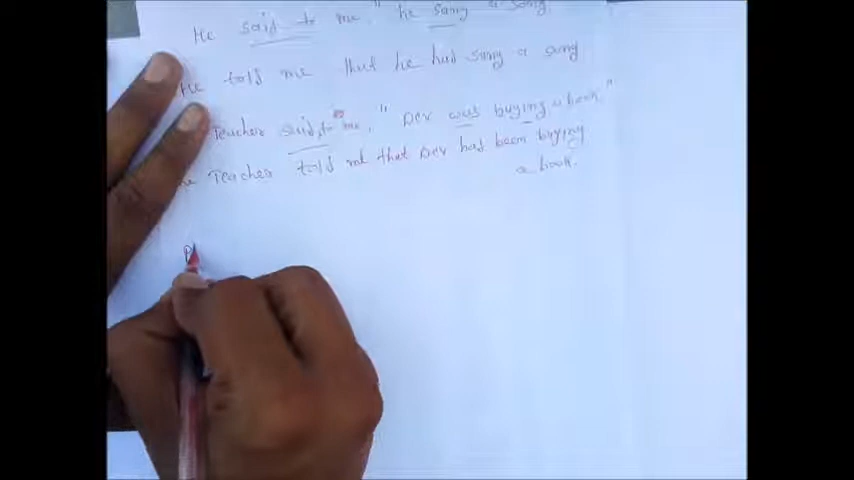 He said to me, " he sang a song
He told me that he had sang a song
Teacher said, to me, " Dev was buying a book. "
Teacher told me that Dev had been buying
a book.